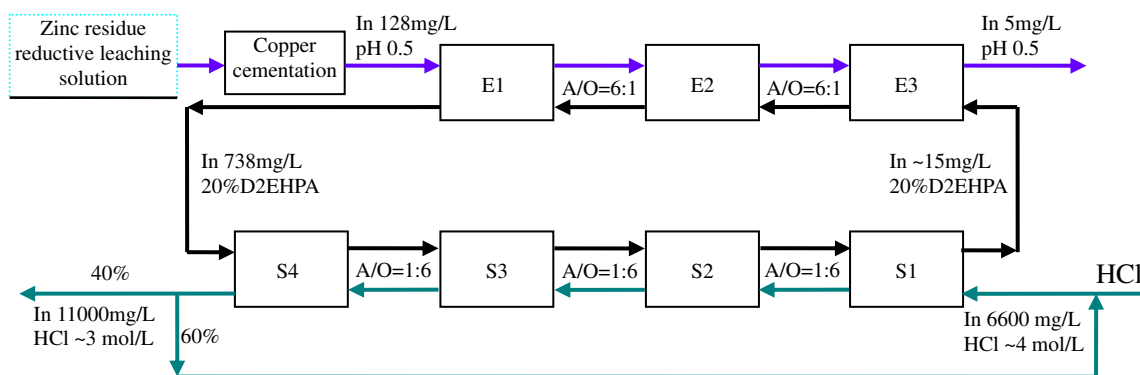 Zinc residue
reductive leaching
solution
Copper
cementation
In 128mg/L
pH 0.5
E1
A/O=6:1
E2
A/O=6:1
E3
In 5mg/L
pH 0.5
In 738mg/L
20%D2EHPA
In ~15mg/L
20%D2EHPA
S4
A/O=1:6
S3
A/O=1:6
S2
A/O=1:6
S1
HCl
40%
In 11000mg/L
HCl ~3 mol/L
60%
In 6600 mg/L
HCl ~4 mol/L